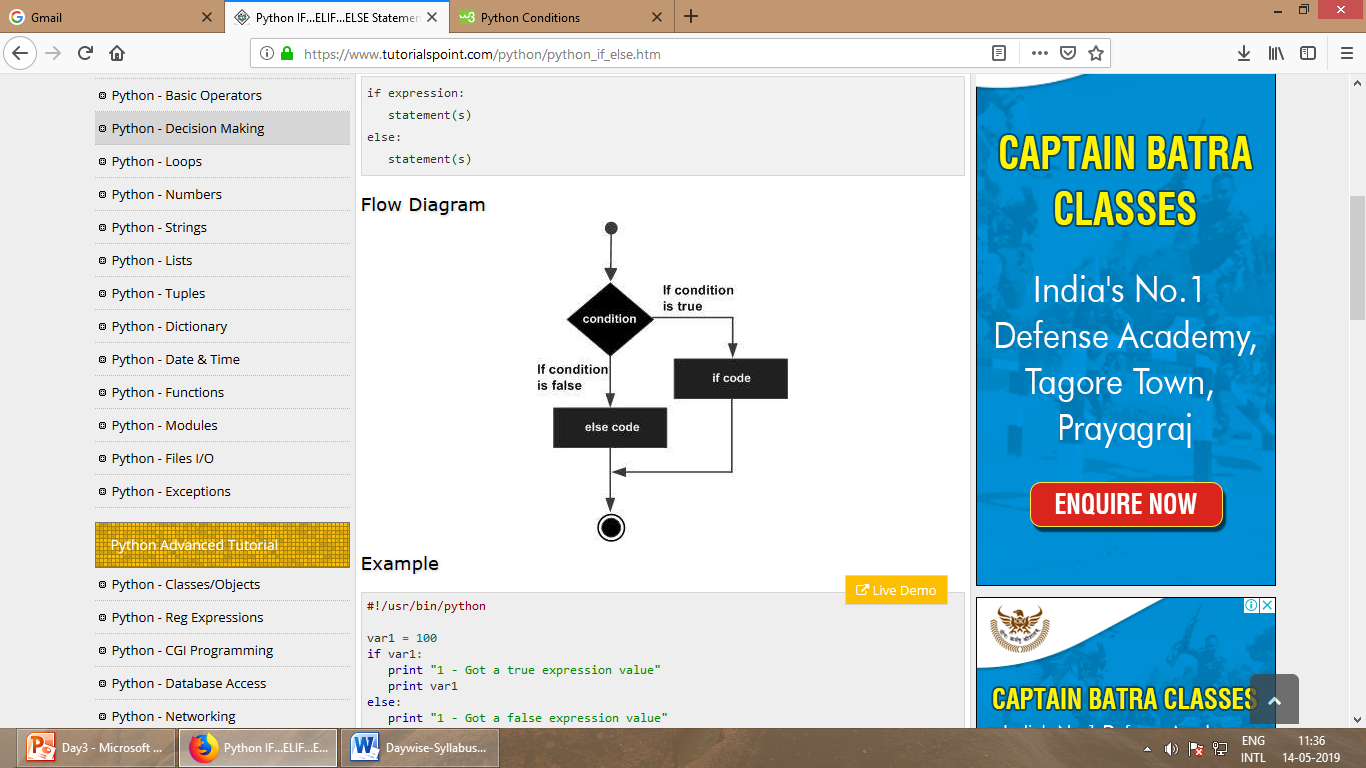 Gmail
Python IF...ELIF...ELSE Statemen
Python Conditions
https://www.tutorialspoint.com/python/python_if_else.htm
Python - Basic Operators
Python - Decision Making
Python - Loops
Python - Numbers
Python - Strings
Python - Lists
Python - Tuples
Python - Dictionary
Python - Date & Time
Python - Functions
Python - Modules
Python - Files I/O
Python - Exceptions
Python Advanced Tutorial
Python - Classes/Objects
Python - Reg Expressions
Python - CGI Programming
Python - Database Access
Python - Networking
if expression:
   statement(s)
else:
   statement(s)
Flow Diagram
If condition
is true
condition
If condition
is false
if code
else code
Example
Live Demo
#!/usr/bin/python
var1 = 100
if var1:
   print "1 - Got a true expression value"
   print var1
else:
   print "1 - Got a false expression value"
CAPTAIN BATRA
CLASSES
India's No.1
Defense Academy,
Tagore Town,
Prayagraj
ENQUIRE NOW
CAPTAIN BATRA CLASSES
Day3 - Microsoft ...
Python IF...ELIF...E...
Daywise-Syllabus...
ENG
INTL
11:36
14-05-2019